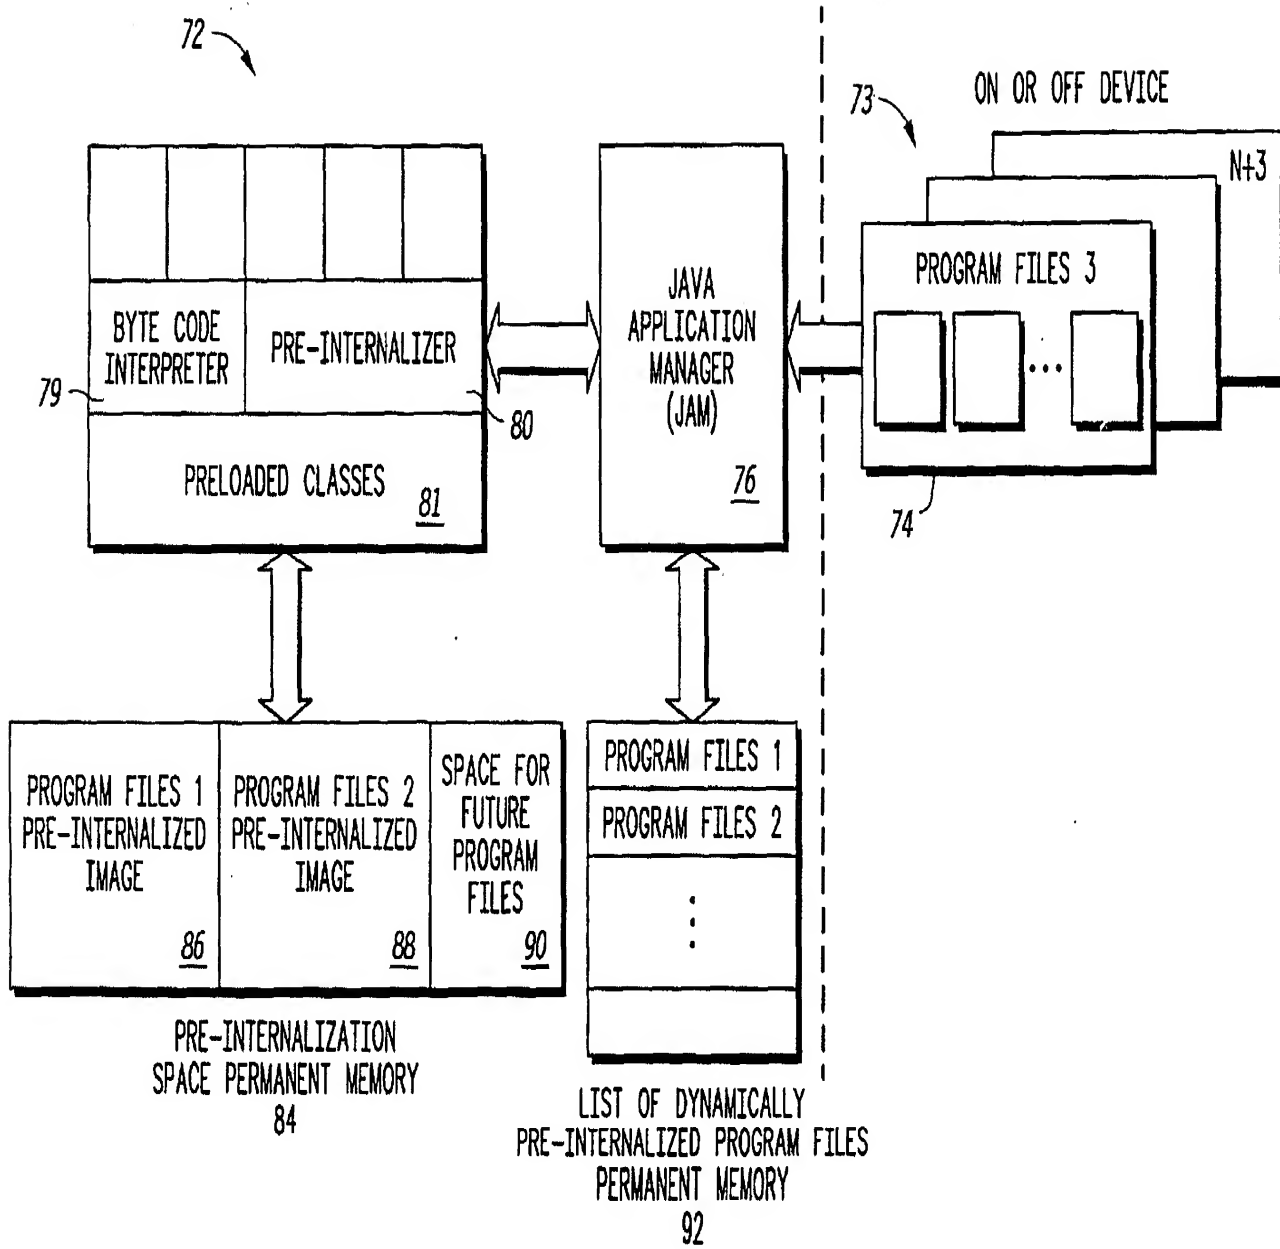 72
73
ON OR OFF DEVICE
N+3
PROGRAM FILES 3
...
74
BYTE CODE
INTERPRETER
79
PRE-INTERNALIZER
80
PRELOADED CLASSES
81
JAVA
APPLICATION
MANAGER
(JAM)
76
PROGRAM FILES 1
PRE-INTERNALIZED
IMAGE
86
PROGRAM FILES 2
PRE-INTERNALIZED
IMAGE
88
SPACE FOR
FUTURE
PROGRAM
FILES
90
PRE-INTERNALIZATION
SPACE PERMANENT MEMORY
84
PROGRAM FILES 1
PROGRAM FILES 2
LIST OF DYNAMICALLY
PRE-INTERNALIZED PROGRAM FILES
PERMANENT MEMORY
92